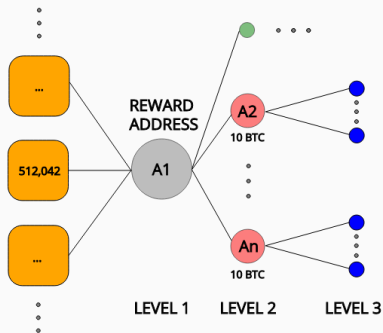 ...
REWARD
ADDRESS
A1
A2
10 BTC
512,042
...
An
10 BTC
LEVEL 1
LEVEL 2
LEVEL 3